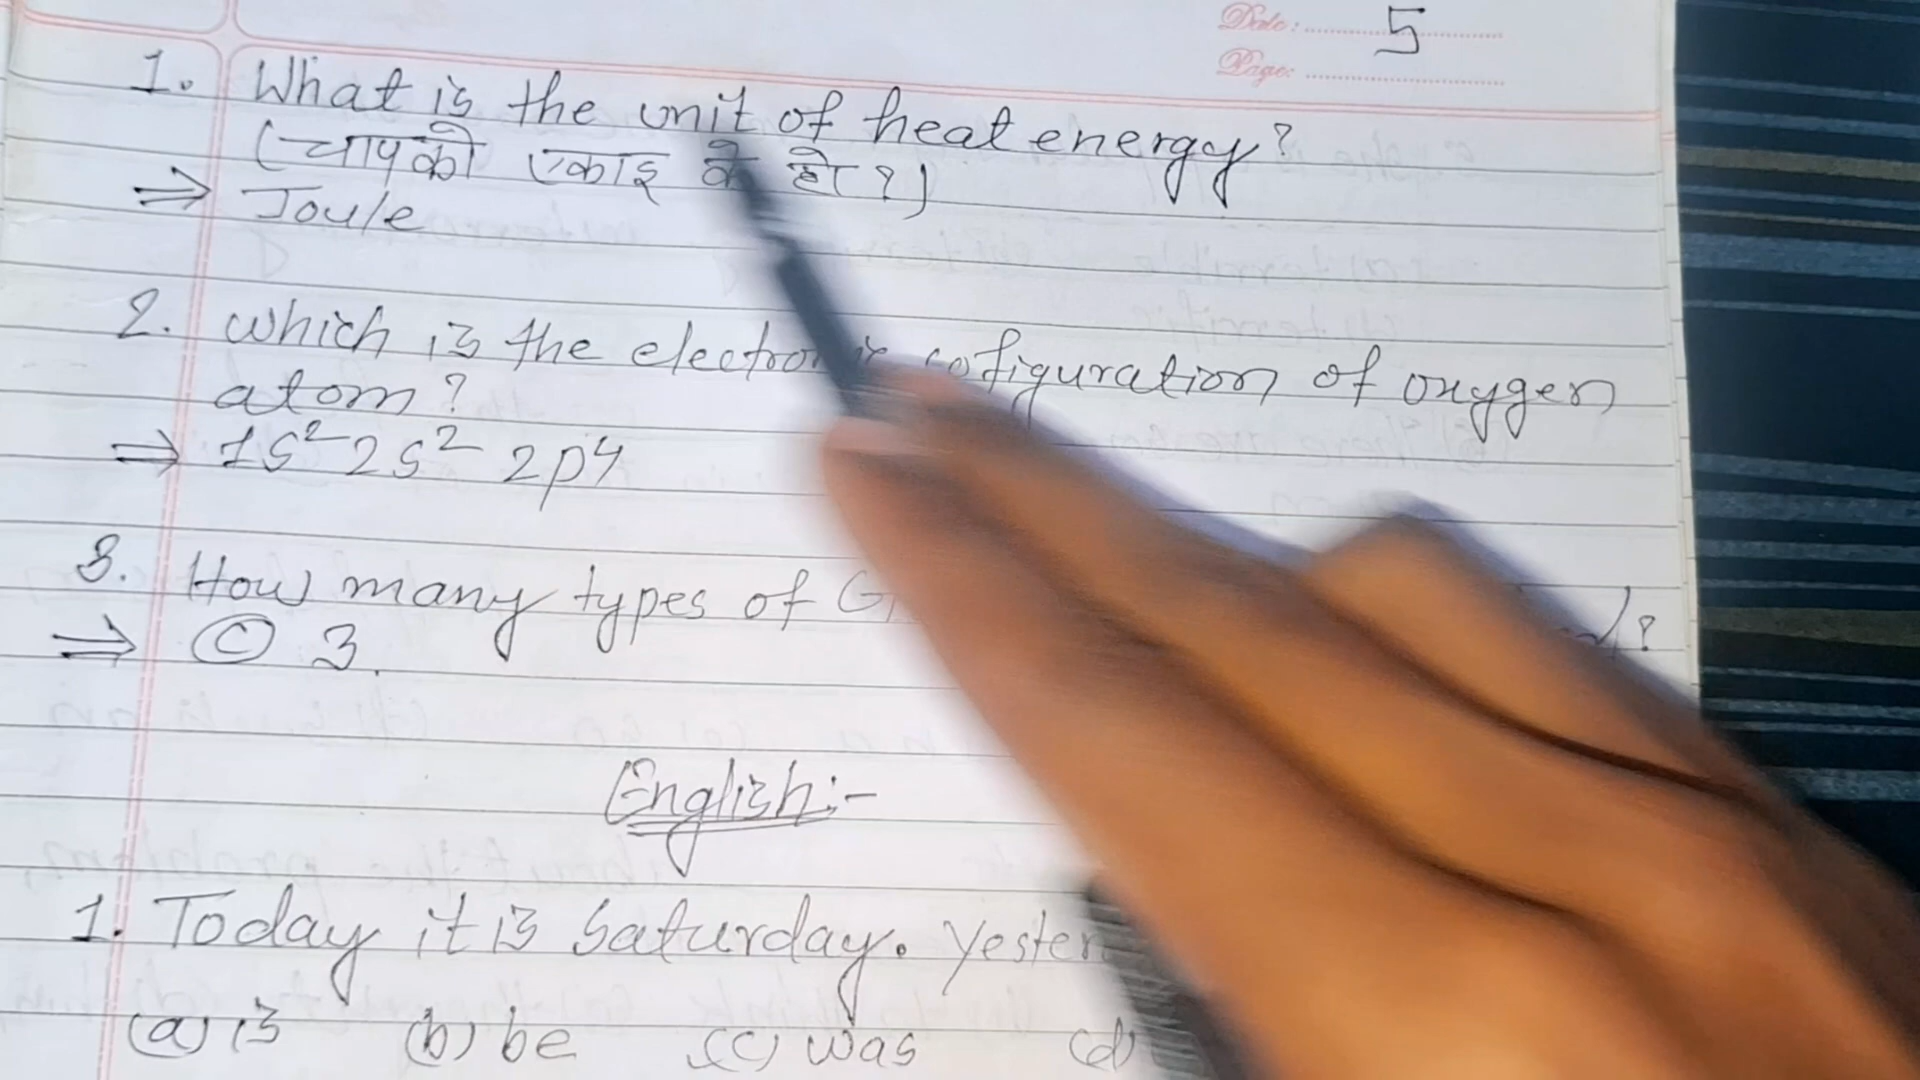 Date: 5
Page:
1. What is the unit of heat energy?
(तापको एकाइ के हो?)
⇒ Joule
2. which is the electronic cofiguration of oxygen
atom?
⇒ 1s² 2s² 2p⁴
3. How many types of
⇒ © 3.
English:-
1. Today it is Saturday. Yester
(a) is (b) be (c) was (d)